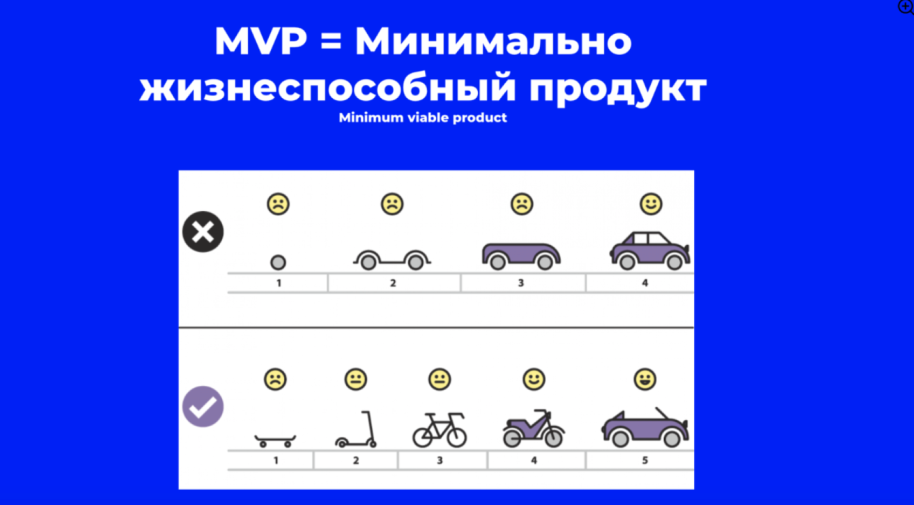 MVP = Минимально
жизнеспособный продукт
Minimum viable product
1 2 3 4
1 2 3 4 5